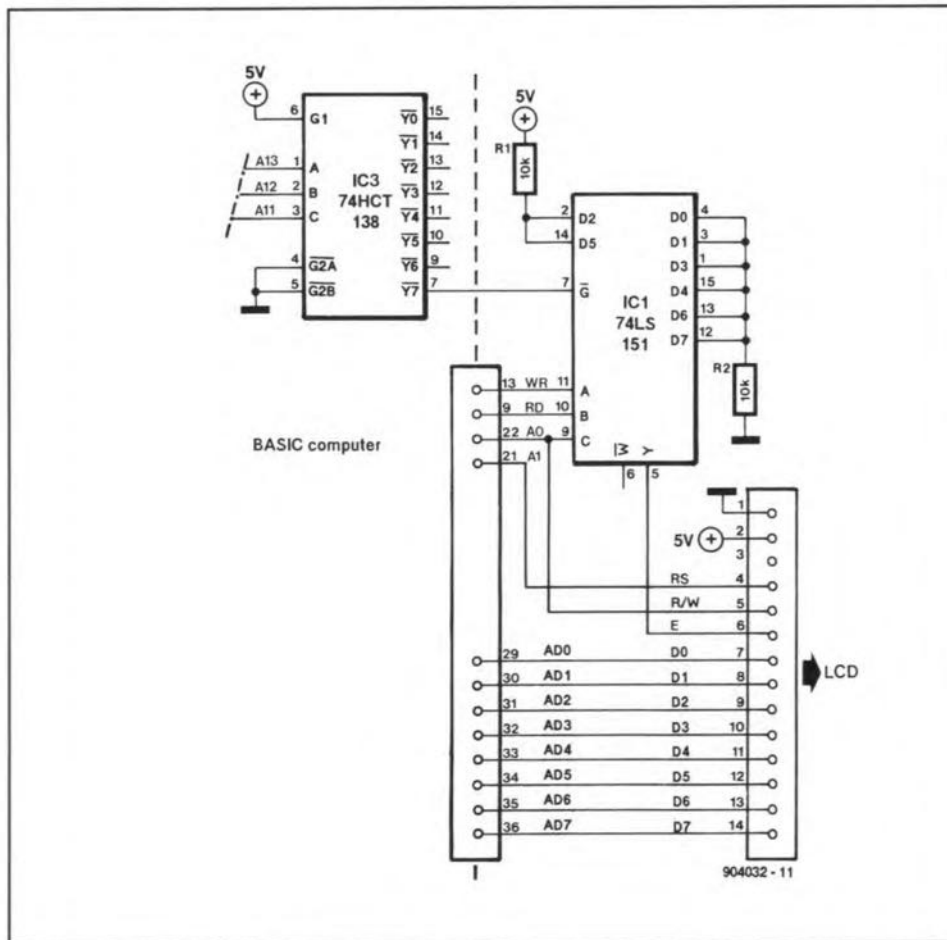 5V
6 G1 Y0 15
Y1 14
A13 1 A Y2 13
A12 2 B IC3 Y3 12
A11 3 C 74HCT Y4 11
138 Y5 10
4 G2A Y6 9
5 G2B Y7 7
5V
R1 10k
2 D2 D0 4
14 D5 D1 3
D3 1
7 G D4 15
IC1 D6 13
74LS D7 12
151
R2 10k
13 WR 11 A
9 RD 10 B
22 A0 9 C
21 A1
W Y
6 5
BASIC computer
1
5V 2
3
RS 4
R/W 5
E 6
29 AD0 D0 7
30 AD1 D1 8
31 AD2 D2 9
32 AD3 D3 10
33 AD4 D4 11
34 AD5 D5 12
35 AD6 D6 13
36 AD7 D7 14
LCD
904032 - 11